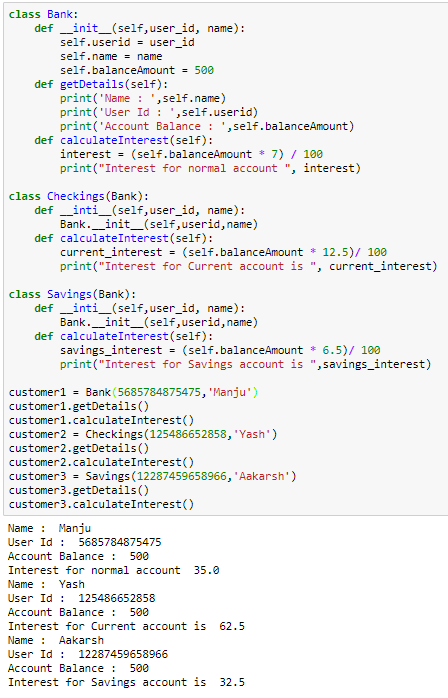 class Bank:
    def __init__(self,user_id, name):
        self.userid = user_id
        self.name = name
        self.balanceAmount = 500
    def getDetails(self):
        print('Name : ',self.name)
        print('User Id : ',self.userid)
        print('Account Balance : ',self.balanceAmount)
    def calculateInterest(self):
        interest = (self.balanceAmount * 7) / 100
        print("Interest for normal account ", interest)

class Checkings(Bank):
    def __inti__(self,user_id, name):
        Bank.__init__(self,userid,name)
    def calculateInterest(self):
        current_interest = (self.balanceAmount * 12.5)/ 100
        print("Interest for Current account is ", current_interest)

class Savings(Bank):
    def __inti__(self,user_id, name):
        Bank.__init__(self,userid,name)
    def calculateInterest(self):
        savings_interest = (self.balanceAmount * 6.5)/ 100
        print("Interest for Savings account is ",savings_interest)

customer1 = Bank(5685784875475,'Manju')
customer1.getDetails()
customer1.calculateInterest()
customer2 = Checkings(125486652858,'Yash')
customer2.getDetails()
customer2.calculateInterest()
customer3 = Savings(12287459658966,'Aakarsh')
customer3.getDetails()
customer3.calculateInterest()

Name :  Manju
User Id :  5685784875475
Account Balance :  500
Interest for normal account  35.0
Name :  Yash
User Id :  125486652858
Account Balance :  500
Interest for Current account is  62.5
Name :  Aakarsh
User Id :  12287459658966
Account Balance :  500
Interest for Savings account is  32.5